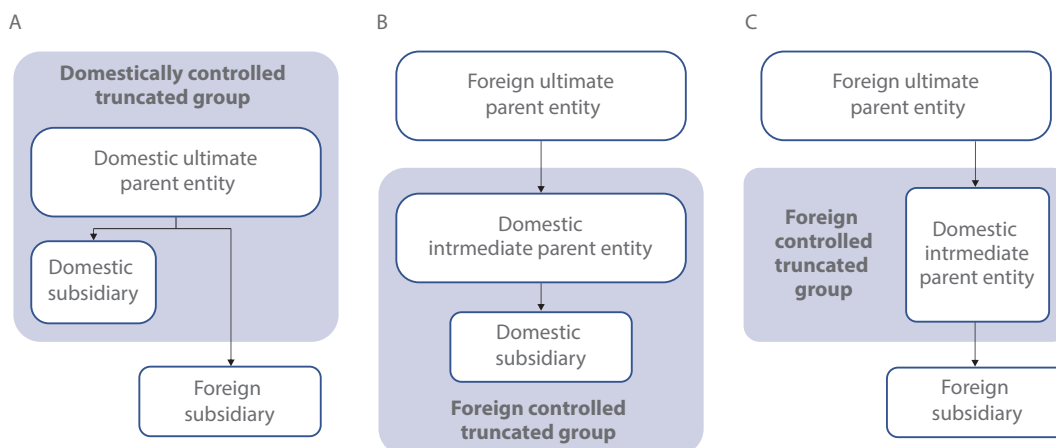 A
Domestically controlled
truncated group
Domestic ultimate
parent entity
Domestic
subsidiary
Foreign
subsidiary
B
Foreign ultimate
parent entity
Domestic
intrmediate parent entity
Domestic
subsidiary
Foreign controlled
truncated group
C
Foreign ultimate
parent entity
Foreign
controlled
truncated
group
Domestic
intrmediate
parent entity
Foreign
subsidiary